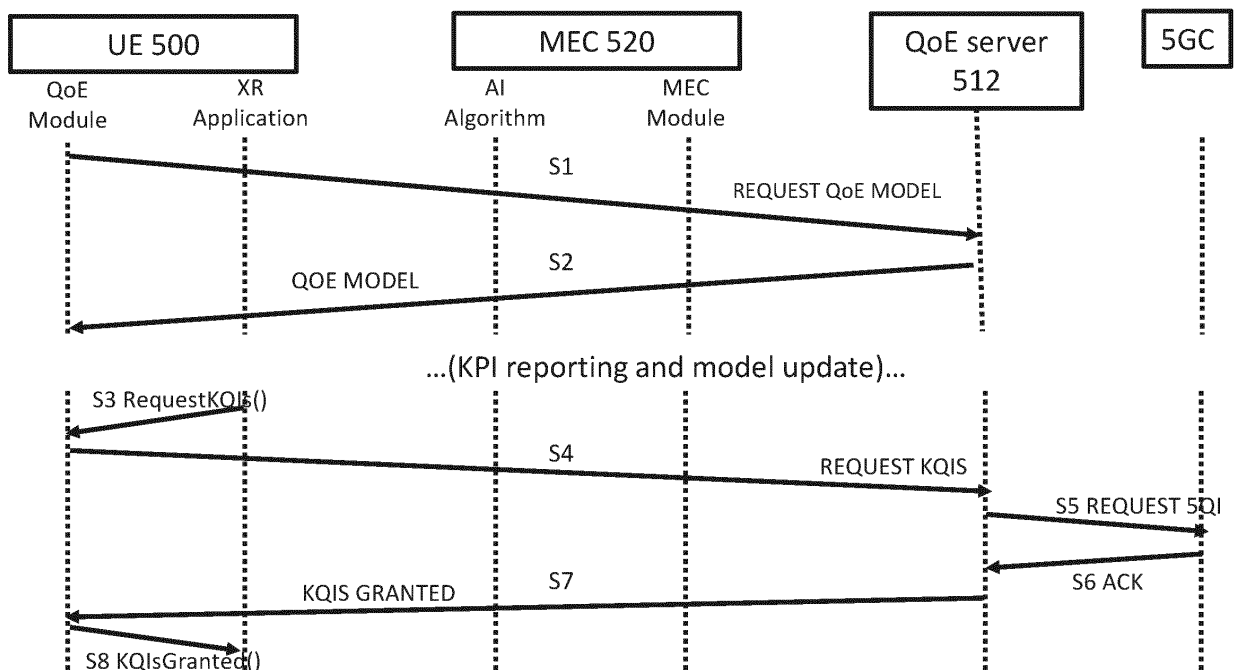 UE 500
MEC 520
QoE server
512
5GC
QoE
Module
XR
Application
AI
Algorithm
MEC
Module
S1
REQUEST QoE MODEL
S2
QOE MODEL
...(KPI reporting and model update)...
S3 RequestKQIs()
S4
REQUEST KQIS
S5 REQUEST 5QI
S6 ACK
S7
KQIS GRANTED
S8 KQIsGranted()